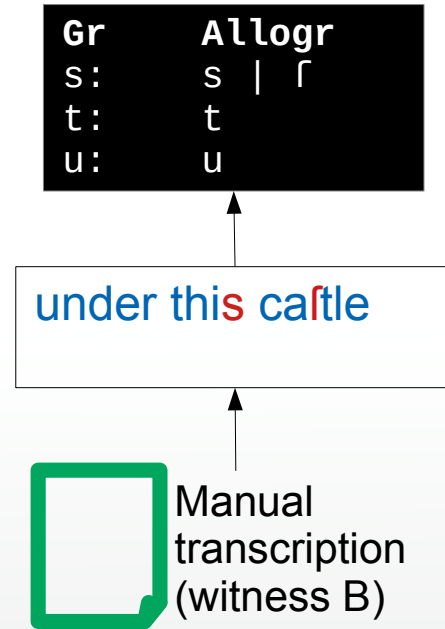 Gr Allogr
s: s | ſ
t: t
u: u
under this caſtle
Manual
transcription
(witness B)